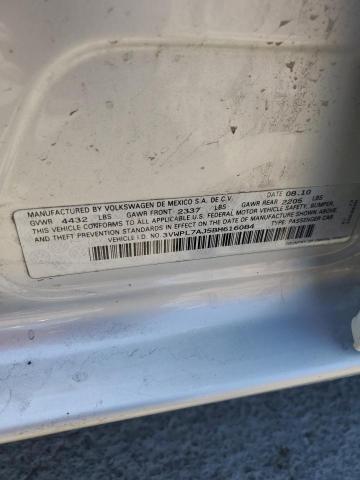 MANUFACTURED BY VOLKSWAGEN DE MEXICO S.A. DE C.V. DATE 08.10
GVWR 4432 LBS GAWR FRONT 2337 LBS GAWR REAR 2205 LBS
THIS VEHICLE CONFORMS TO ALL APPLICABLE U.S. FEDERAL MOTOR VEHICLE SAFETY, BUMPER,
AND THEFT PREVENTION STANDARDS IN EFFECT ON THE DATE OF MANUFACTURE SHOWN ABOVE.
VEHICLE I.D. NO. 3VWPL7AJ5BM616084 TYPE: PASSENGER CAR